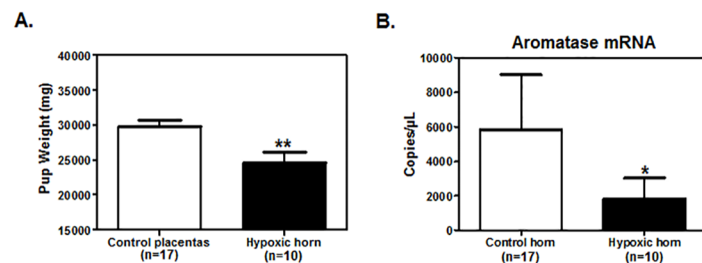 A.
Pup Weight (mg)
40000
35000
30000
25000
20000
15000
**
Control placentas
(n=17)
Hypoxic horn
(n=10)
B.
Aromatase mRNA
Copies/µL
10000
8000
6000
4000
2000
0
*
Control horn
(n=17)
Hypoxic horn
(n=10)